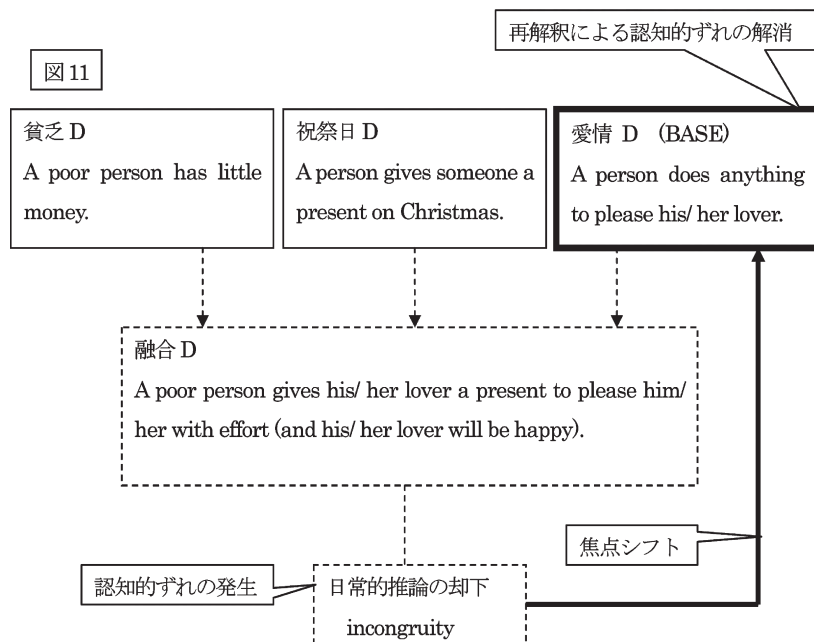 再解釈による認知的ずれの解消
図11
貧乏 D
A poor person has little
money.
祝祭日 D
A person gives someone a
present on Christmas.
愛情 D (BASE)
A person does anything
to please his/ her lover.
融合 D
A poor person gives his/ her lover a present to please him/
her with effort (and his/ her lover will be happy).
焦点シフト
認知的ずれの発生
日常的推論の却下
incongruity